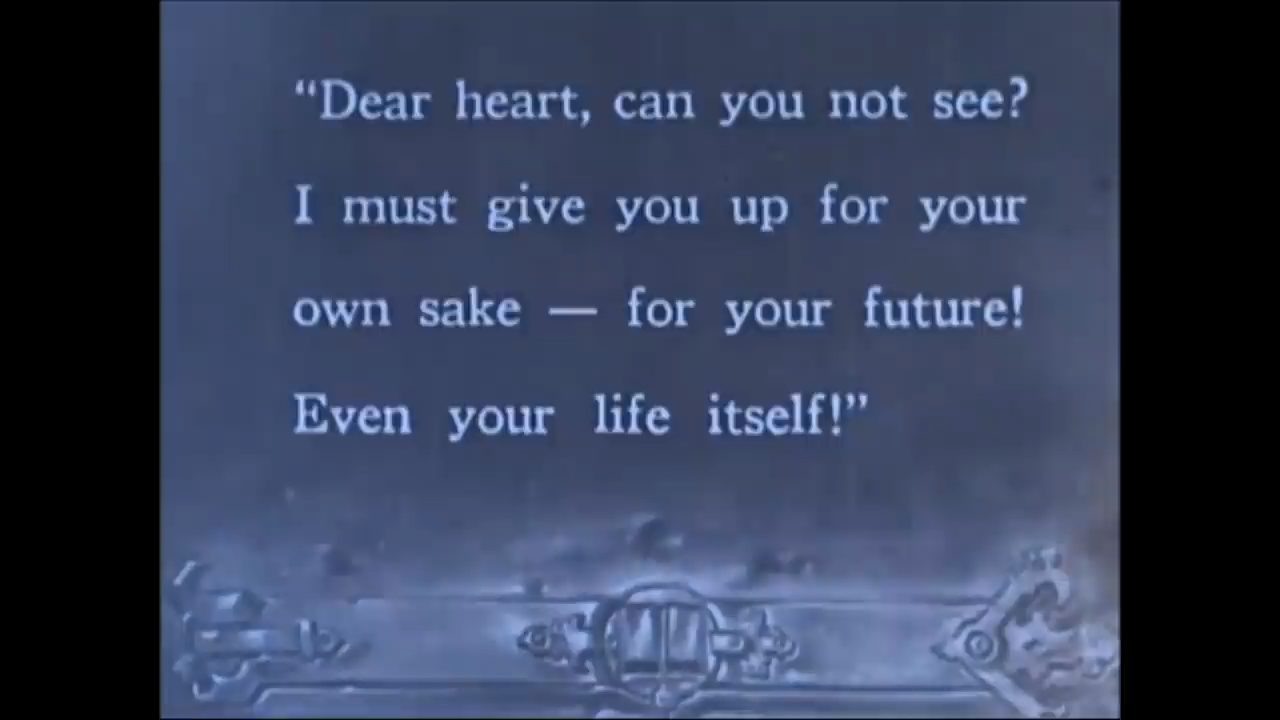 “Dear heart, can you not see?
I must give you up for your
own sake — for your future!
Even your life itself!”